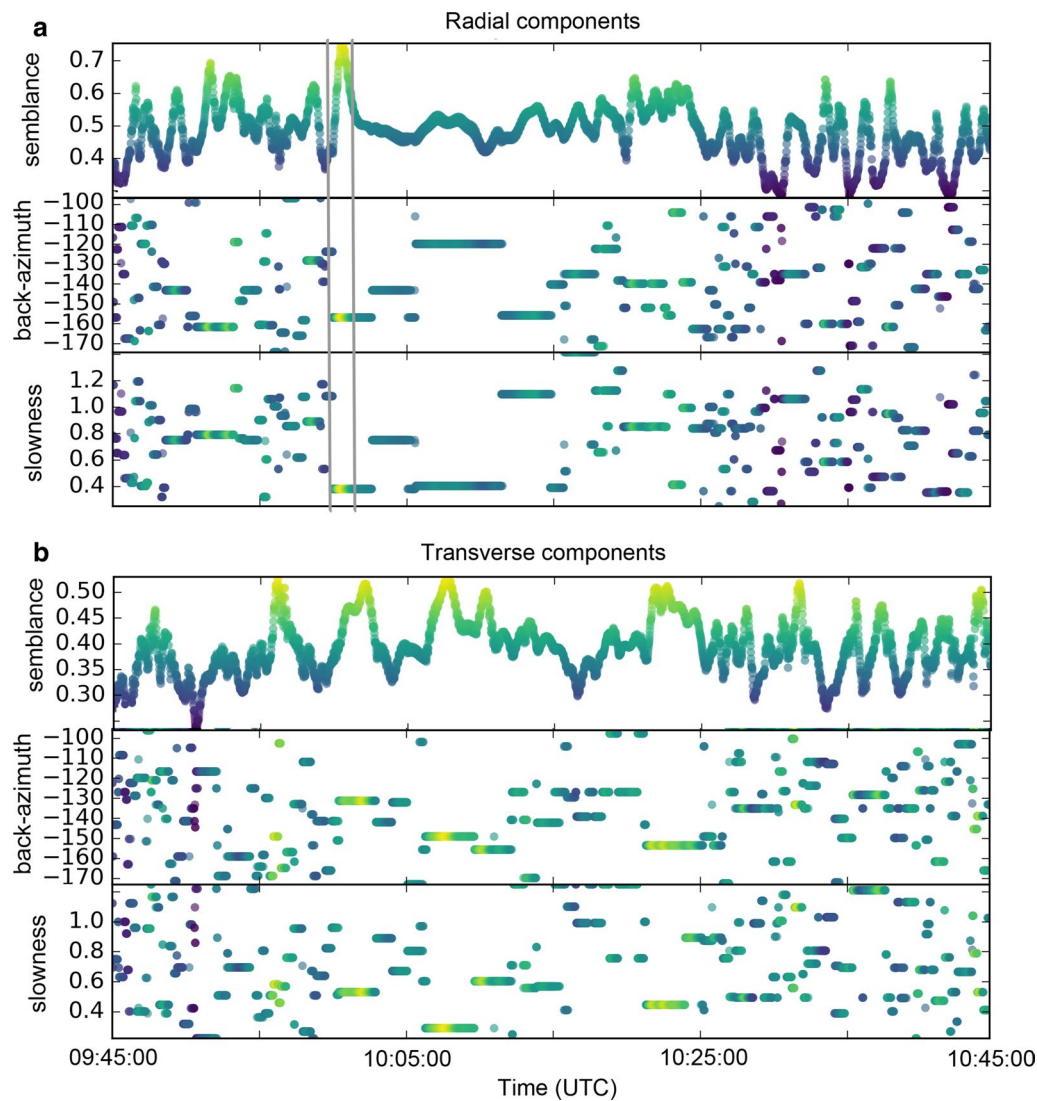 a
Radial components
semblance
0.7
0.6
0.5
0.4
back-azimuth
−100
−110
−120
−130
−140
−150
−160
−170
slowness
1.2
1.0
0.8
0.6
0.4
b
Transverse components
semblance
0.50
0.45
0.40
0.35
0.30
back-azimuth
−100
−110
−120
−130
−140
−150
−160
−170
slowness
1.0
0.8
0.6
0.4
09:45:00 10:05:00 10:25:00 10:45:00
Time (UTC)